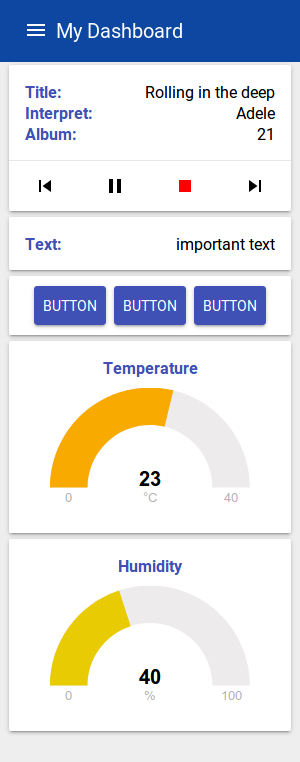 My Dashboard
Title: Rolling in the deep
Interpret: Adele
Album: 21
Text: important text
BUTTON BUTTON BUTTON
Temperature
23
0 °C 40
Humidity
40
0 % 100